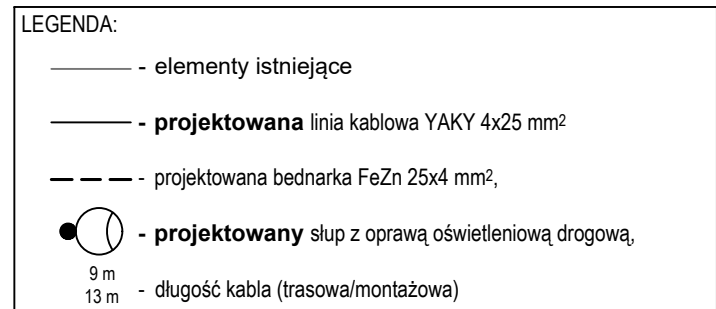 LEGENDA:
- elementy istniejące
- projektowana linia kablowa YAKY 4x25 mm2
- projektowana bednarka FeZn 25x4 mm2,
- projektowany słup z oprawą oświetleniową drogową,
9 m
13 m - długość kabla (trasowa/montażowa)